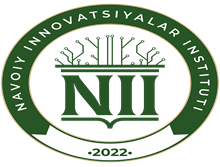 NAVOIY INNOVATSIYALAR INSTITUTI
NII
•2022•